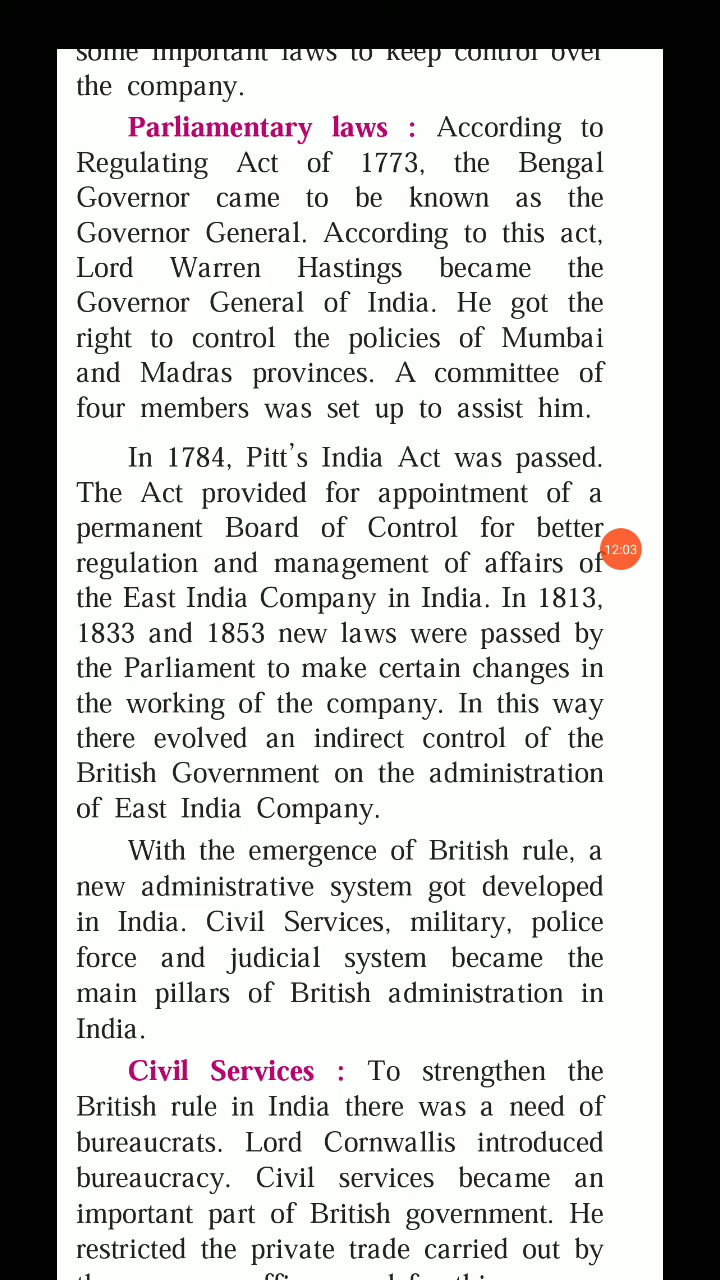 some important laws to keep control over
the company.
Parliamentary laws : According to
Regulating Act of 1773, the Bengal
Governor came to be known as the
Governor General. According to this act,
Lord Warren Hastings became the
Governor General of India. He got the
right to control the policies of Mumbai
and Madras provinces. A committee of
four members was set up to assist him.
In 1784, Pitt's India Act was passed.
The Act provided for appointment of a
permanent Board of Control for better
12:03
regulation and management of affairs of
the East India Company in India. In 1813,
1833 and 1853 new laws were passed by
the Parliament to make certain changes in
the working of the company. In this way
there evolved an indirect control of the
British Government on the administration
of East India Company.
With the emergence of British rule, a
new administrative system got developed
in India. Civil Services, military, police
force and judicial system became the
main pillars of British administration in
India.
Civil Services : To strengthen the
British rule in India there was a need of
bureaucrats. Lord Cornwallis introduced
bureaucracy. Civil services became an
important part of British government. He
restricted the private trade carried out by